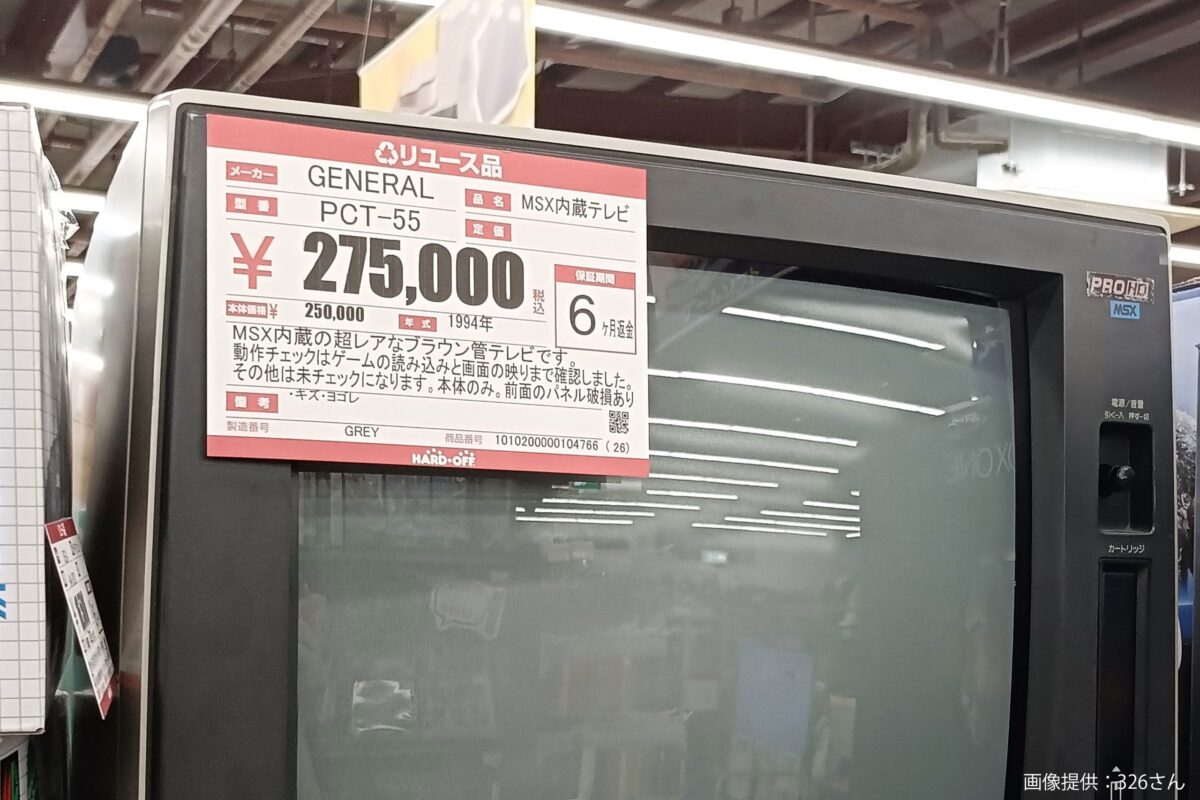 リユース品
メーカー GENERAL 品名 MSX内蔵テレビ
型番 PCT-55 定価
¥ 275,000 税込
保証期間
6ヶ月返金
本体価格¥ 250,000 年式 1994年
MSX内蔵の超レアなブラウン管テレビです。
動作チェックはゲームの読み込みと画面の映りまで確認しました。
その他は未チェックになります。本体のみ。前面のパネル破損あり
備考 ・キズ・ヨゴレ
製造番号 GREY 商品番号 1010200000104766 (26)
HARD・OFF
PRO HD
MSX
電源/音量
引く-入 押す-切
カートリッジ
画像提供：326さん